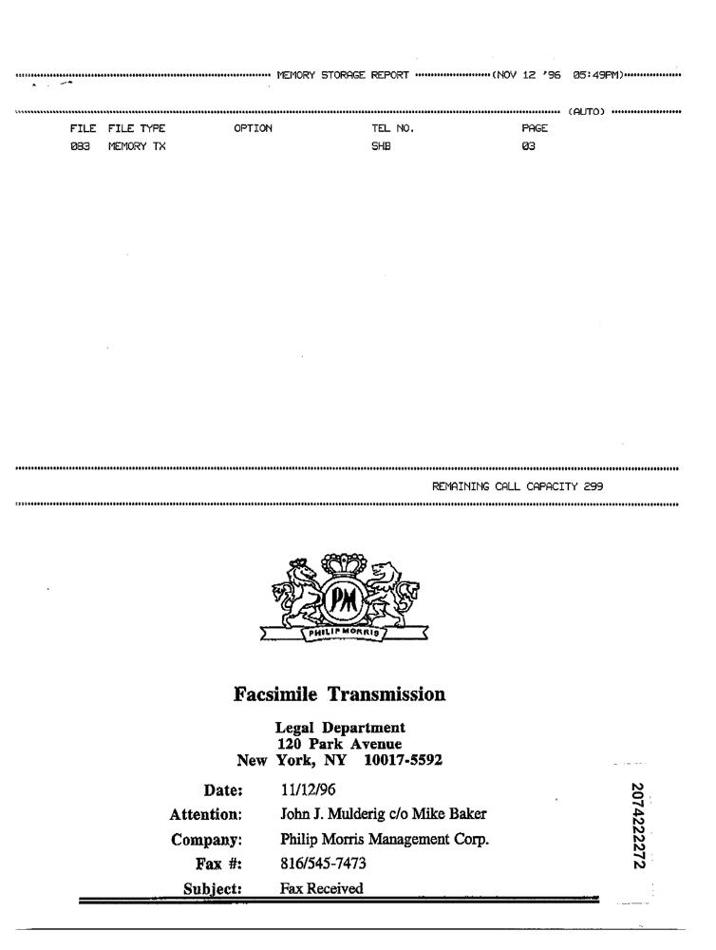 MEMORY STORAGE REPORT (NOV 12 '96 05:49PM)
(AUTO)
FILE FILE TYPE OPTION TEL NO. PAGE
083 MEMORY TX SHB 03
REMAINING CALL CAPACITY 299
PM
PHILIP MORRIS
Facsimile Transmission
Legal Department
120 Park Avenue
New York, NY 10017-5592
Date: 11/12/96
Attention: John J. Mulderig c/o Mike Baker
Company: Philip Morris Management Corp.
Fax #: 816/545-7473
Subject: Fax Received
2074222272